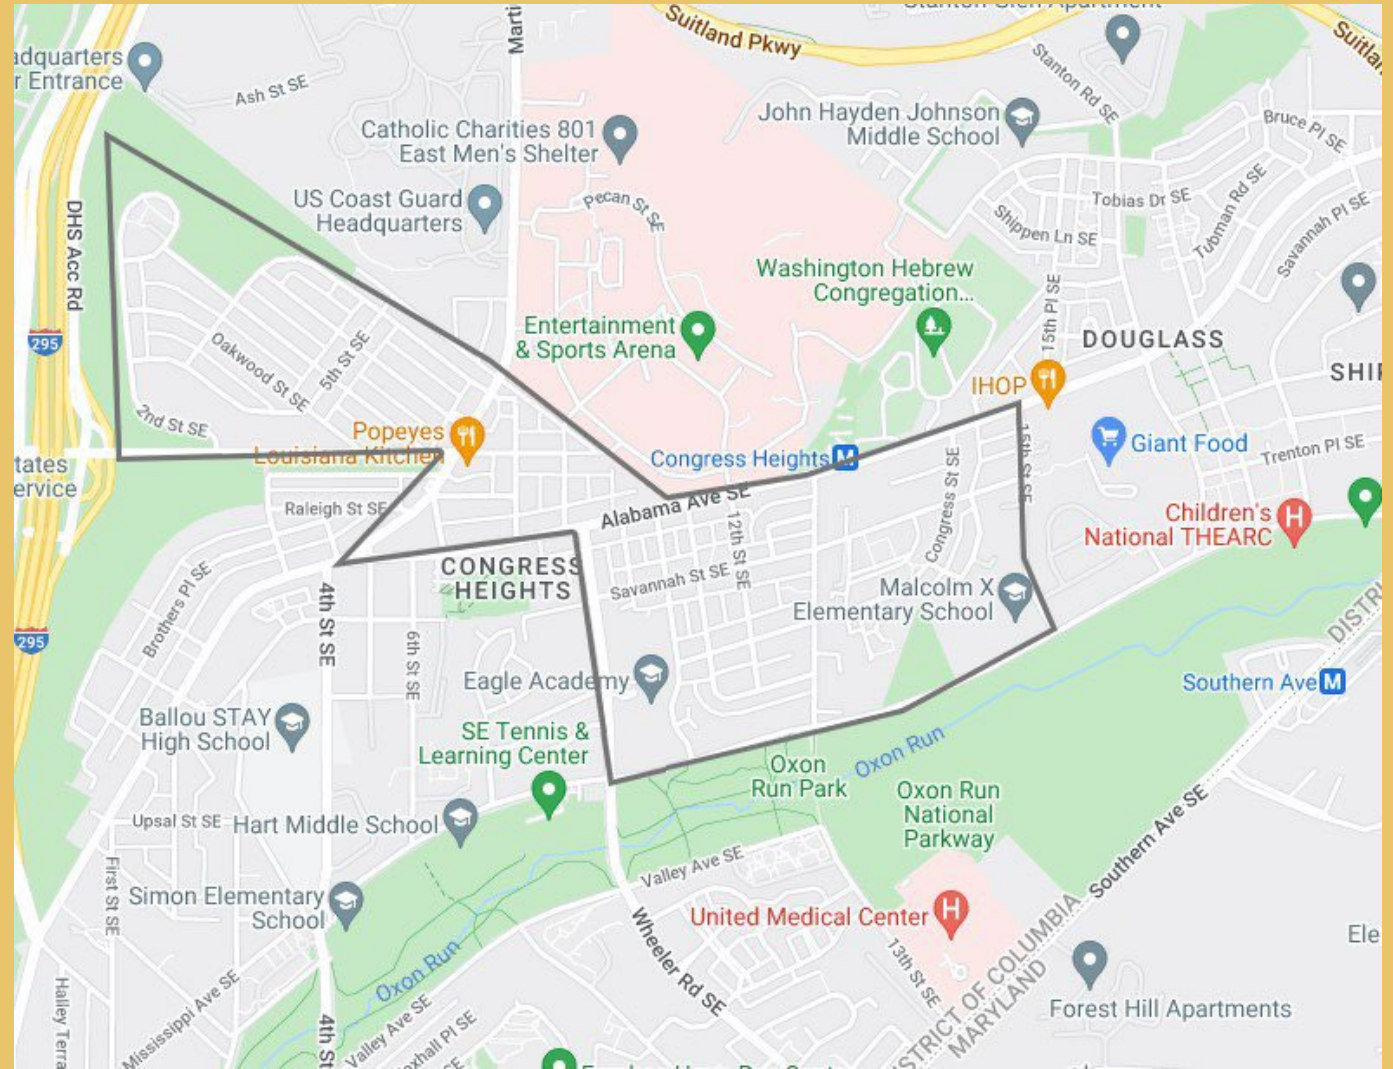 Stanton Glen Apartment
Suitland Pkwy
Suitlan
Marti
adquarters
r Entrance
Ash St SE
Stanton Rd SE
Catholic Charities 801
East Men's Shelter
John Hayden Johnson
Middle School
Bruce Pl SE
US Coast Guard
Headquarters
Pecan St SE
Tobias Dr SE
Tubman Rd SE
Savannah Pl SE
Shippen Ln SE
DHS Acc Rd
Washington Hebrew
Congregation...
15th Pl SE
Entertainment
& Sports Arena
DOUGLASS
295
Oakwood St SE
5th St SE
IHOP
SHI
2nd St SE
Popeyes
Louisiana Kitchen
Congress Heights
M
15th St SE
Giant Food
Trenton Pl SE
tates
ervice
Raleigh St SE
Alabama Ave SE
12th St SE
Congress St SE
Children's
National THEARC
H
CONGRESS
HEIGHTS
Savannah St SE
Malcolm X
Elementary School
Brothers Pl SE
4th St SE
6th St SE
295
DISTRI
Eagle Academy
Southern Ave
M
Ballou STAY
High School
SE Tennis &
Learning Center
Oxon
Run Park
Oxon Run
Oxon Run
National
Parkway
Southern Ave SE
Upsal St SE
Hart Middle School
First St SE
Valley Ave SE
Simon Elementary
School
United Medical Center
H
Wheeler Rd SE
13th St SE
DISTRICT OF COLUMBIA
MARYLAND
Ele
Oxon Run
Halley Terra
Mississippi Ave SE
4th St
Valley Ave SE
oxhall Pl SE
SE
Forest Hill Apartments